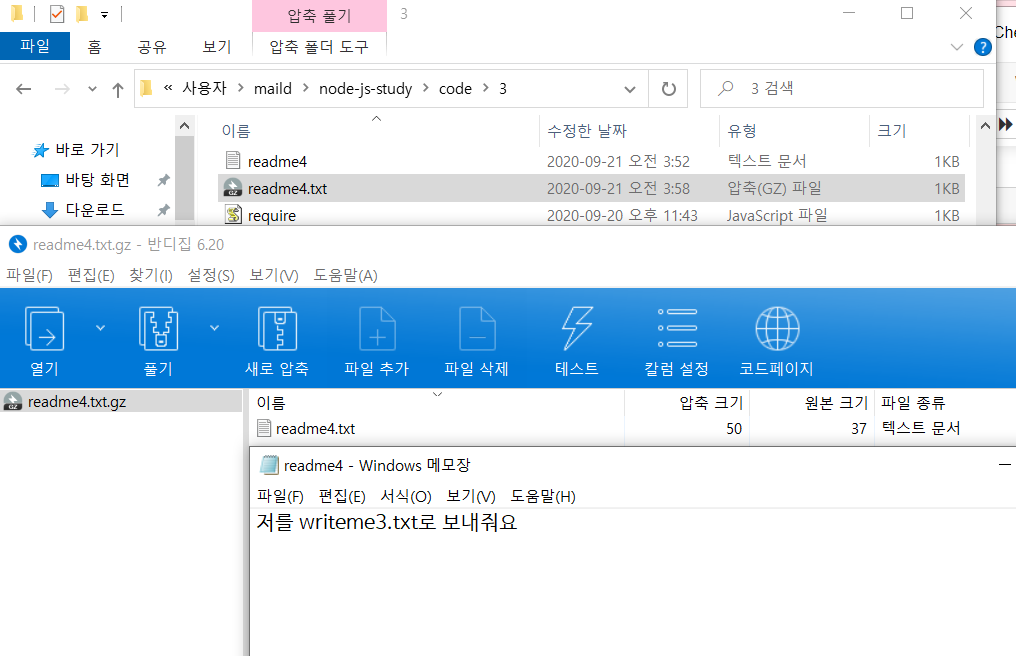 압축 풀기 3
파일 홈 공유 보기 압축 폴더 도구
« 사용자 > maild > node-js-study > code > 3 3 검색
이름 수정한 날짜 유형 크기
바로 가기
readme4 2020-09-21 오전 3:52 텍스트 문서 1KB
바탕 화면
readme4.txt 2020-09-21 오전 3:58 압축(GZ) 파일 1KB
다운로드
require 2020-09-20 오후 11:43 JavaScript 파일 1KB
readme4.txt.gz - 반디집 6.20
파일(F) 편집(E) 찾기(I) 설정(S) 보기(V) 도움말(A)
열기 풀기 새로 압축 파일 추가 파일 삭제 테스트 칼럼 설정 코드페이지
readme4.txt.gz
이름 압축 크기 원본 크기 파일 종류
readme4.txt 50 37 텍스트 문서
readme4 - Windows 메모장
파일(F) 편집(E) 서식(O) 보기(V) 도움말(H)
저를 writeme3.txt로 보내줘요